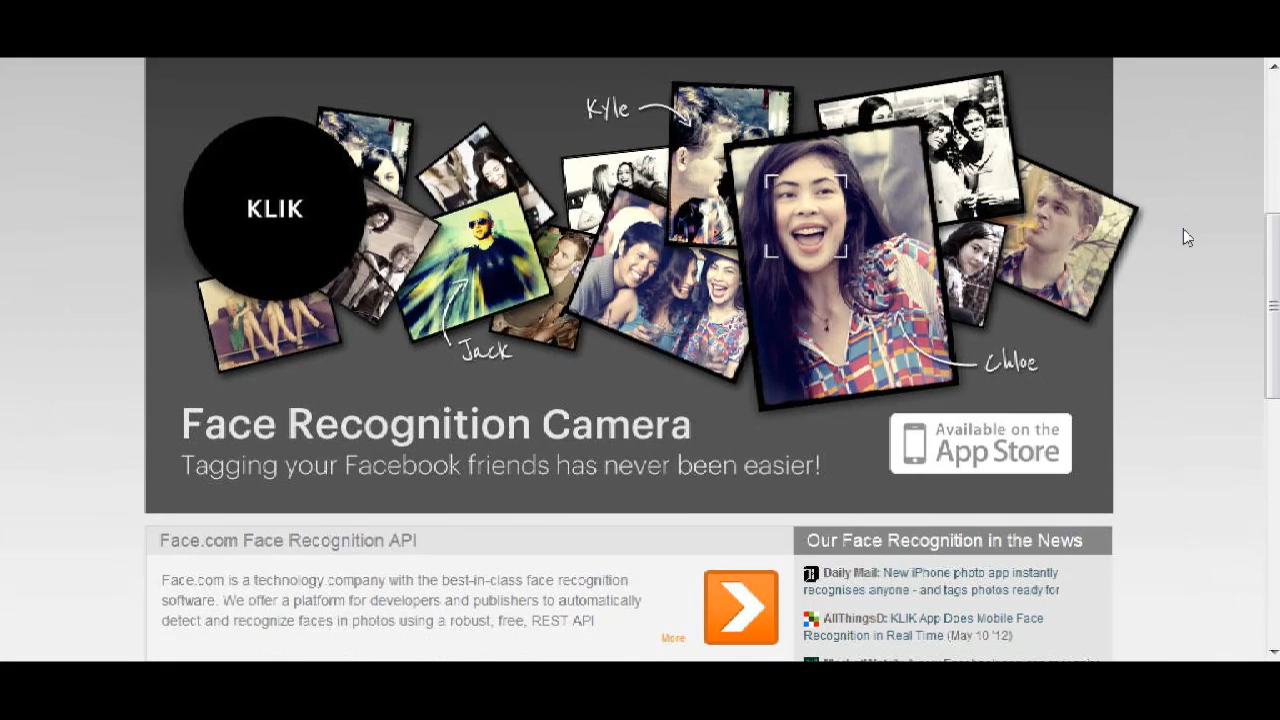 Kyle
KLIK
Jack
Chloe
Face Recognition Camera
Tagging your Facebook friends has never been easier!
Available on the
App Store
Face.com Face Recognition API
Face.com is a technology company with the best-in-class face recognition
software. We offer a platform for developers and publishers to automatically
detect and recognize faces in photos using a robust, free, REST API
More
Our Face Recognition in the News
Daily Mail: New iPhone photo app instantly
recognises anyone - and tags photos ready for
AllThingsD: KLIK App Does Mobile Face
Recognition in Real Time (May 10 '12)